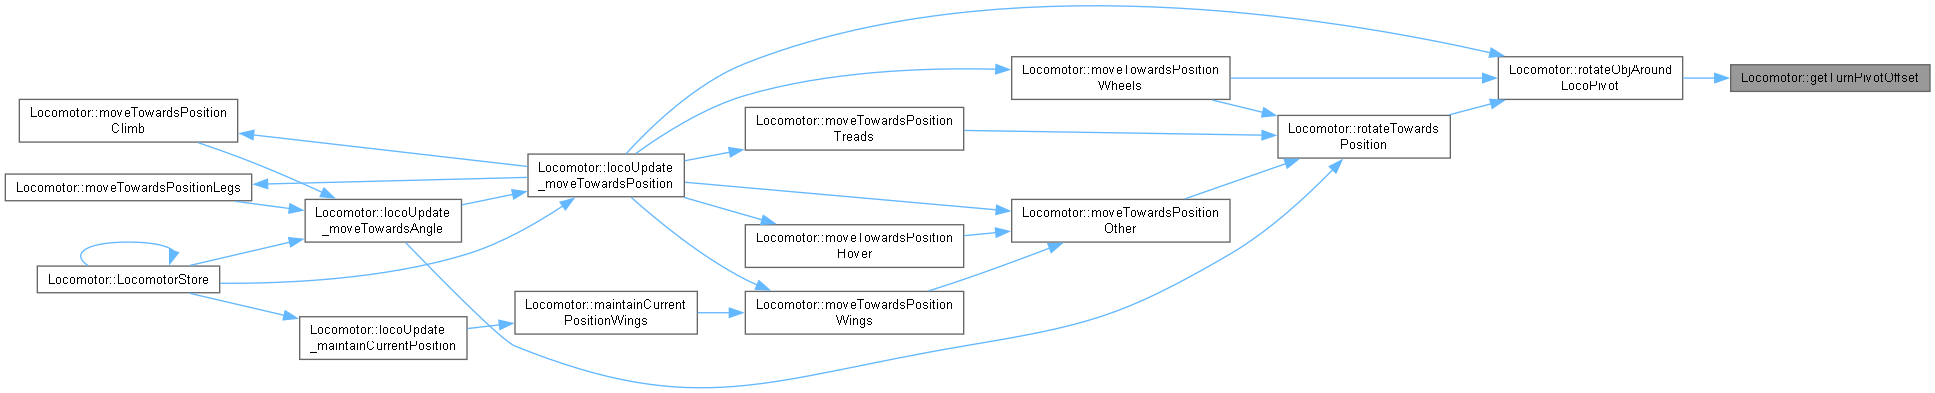 Locomotor::moveTowardsPosition
Climb
Locomotor::moveTowardsPositionLegs
Locomotor::LocomotorStore
Locomotor::locoUpdate
_moveTowardsAngle
Locomotor::locoUpdate
_maintainCurrentPosition
Locomotor::locoUpdate
_moveTowardsPosition
Locomotor::maintainCurrent
PositionWings
Locomotor::moveTowardsPosition
Treads
Locomotor::moveTowardsPosition
Hover
Locomotor::moveTowardsPosition
Wings
Locomotor::moveTowardsPosition
Wheels
Locomotor::moveTowardsPosition
Other
Locomotor::rotateTowards
Position
Locomotor::rotateObjAround
LocoPivot
Locomotor::getTurnPivotOffset